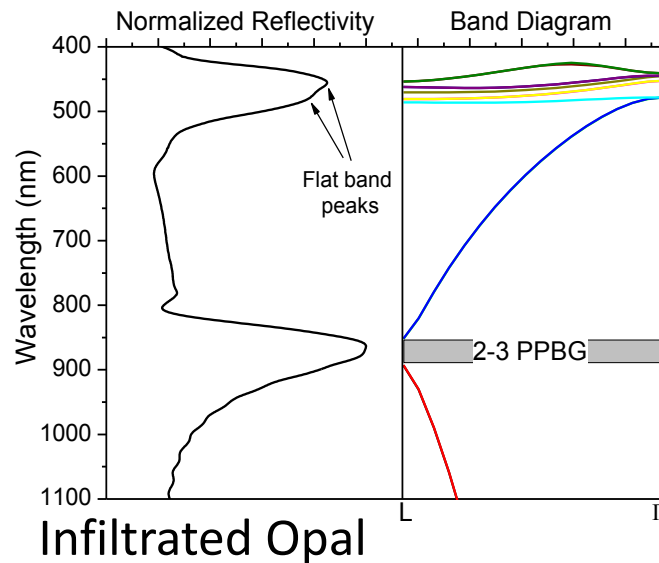 Normalized Reflectivity
Band Diagram
400
500
600
700
800
900
1000
1100
Wavelength (nm)
Flat band
peaks
2-3 PPBG
L
Γ
Infiltrated Opal